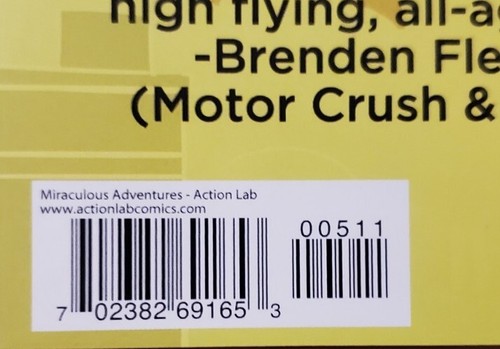 high flying, all-a
-Brenden Fle
(Motor Crush &
Miraculous Adventures - Action Lab
www.actionlabcomics.com
00511
7 02382 69165 3